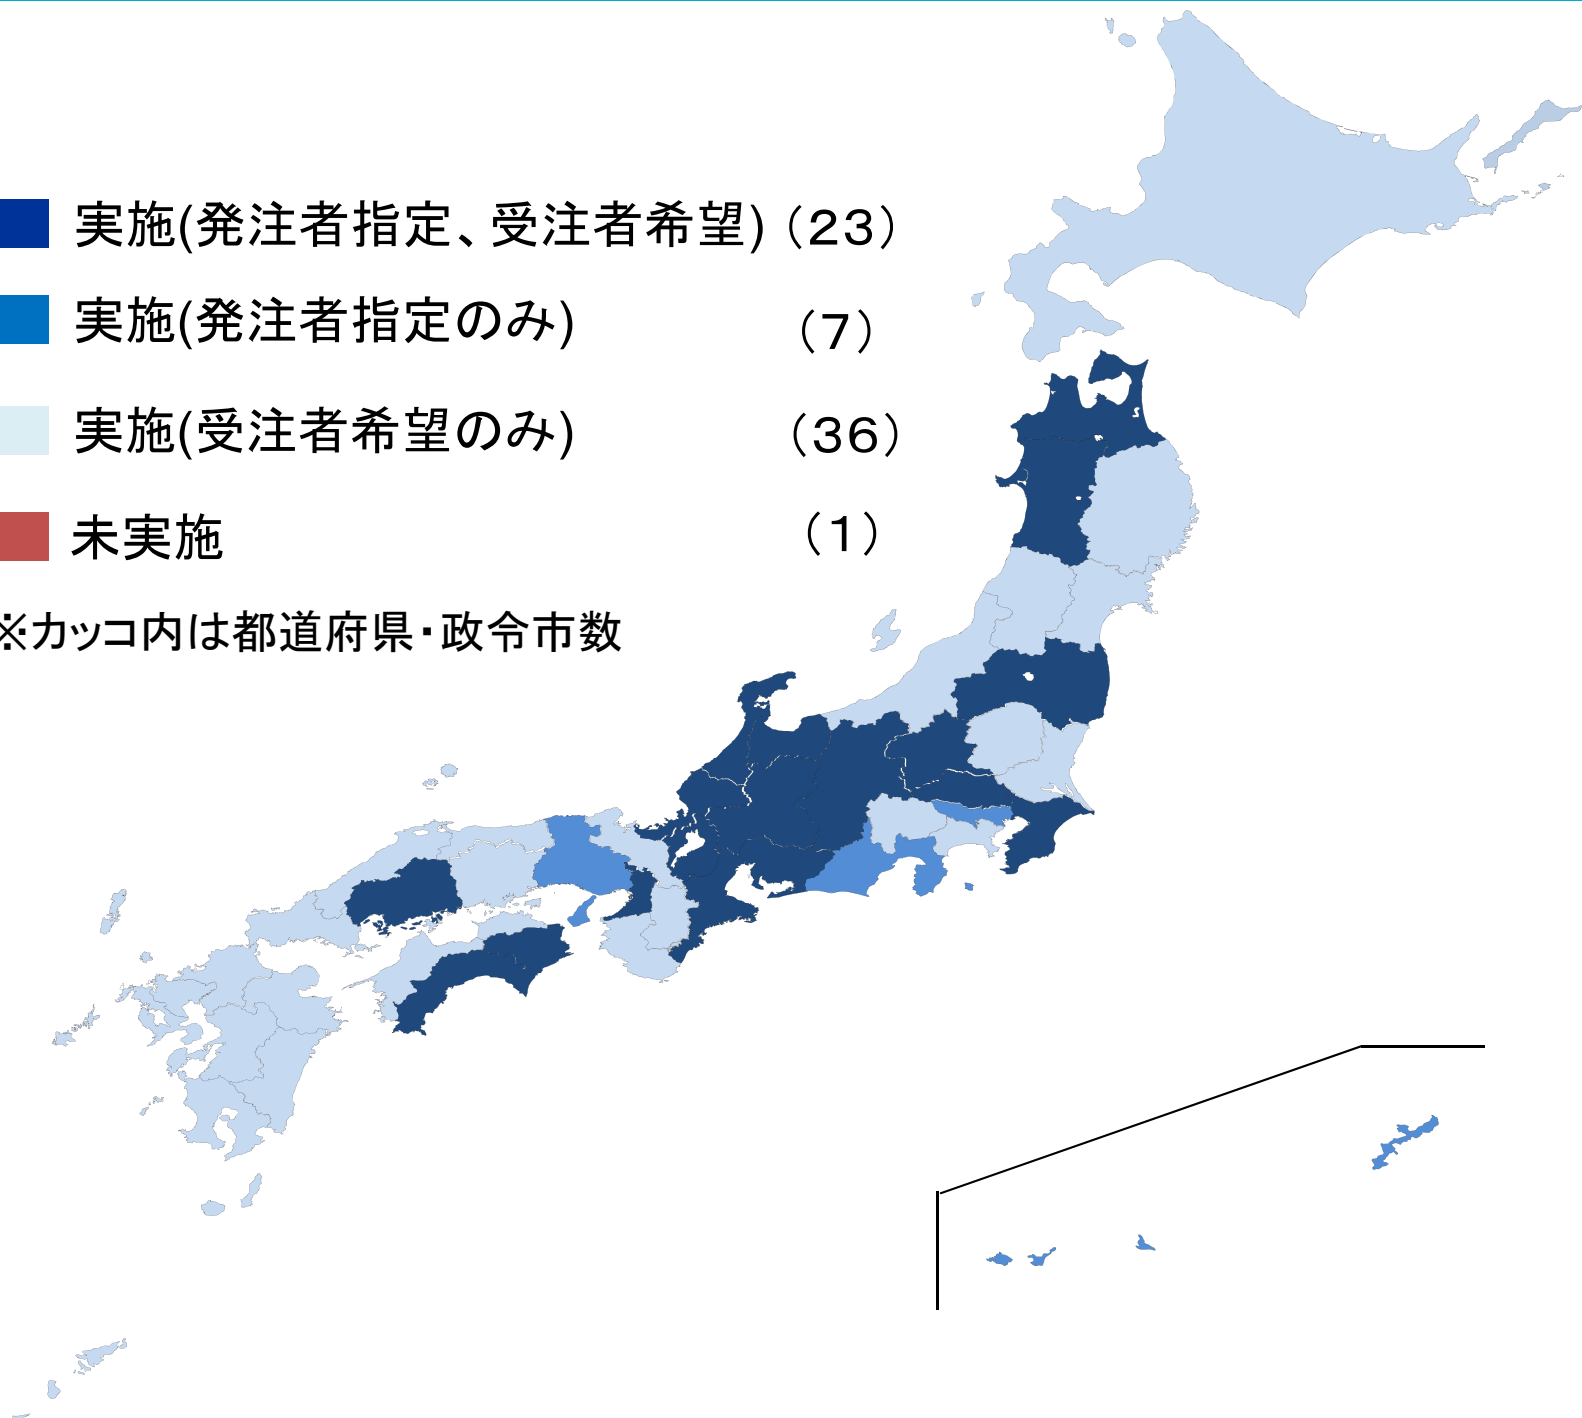 実施(発注者指定、受注者希望)（23）
実施(発注者指定のみ)（7）
実施(受注者希望のみ)（36）
未実施（1）
※カッコ内は都道府県・政令市数